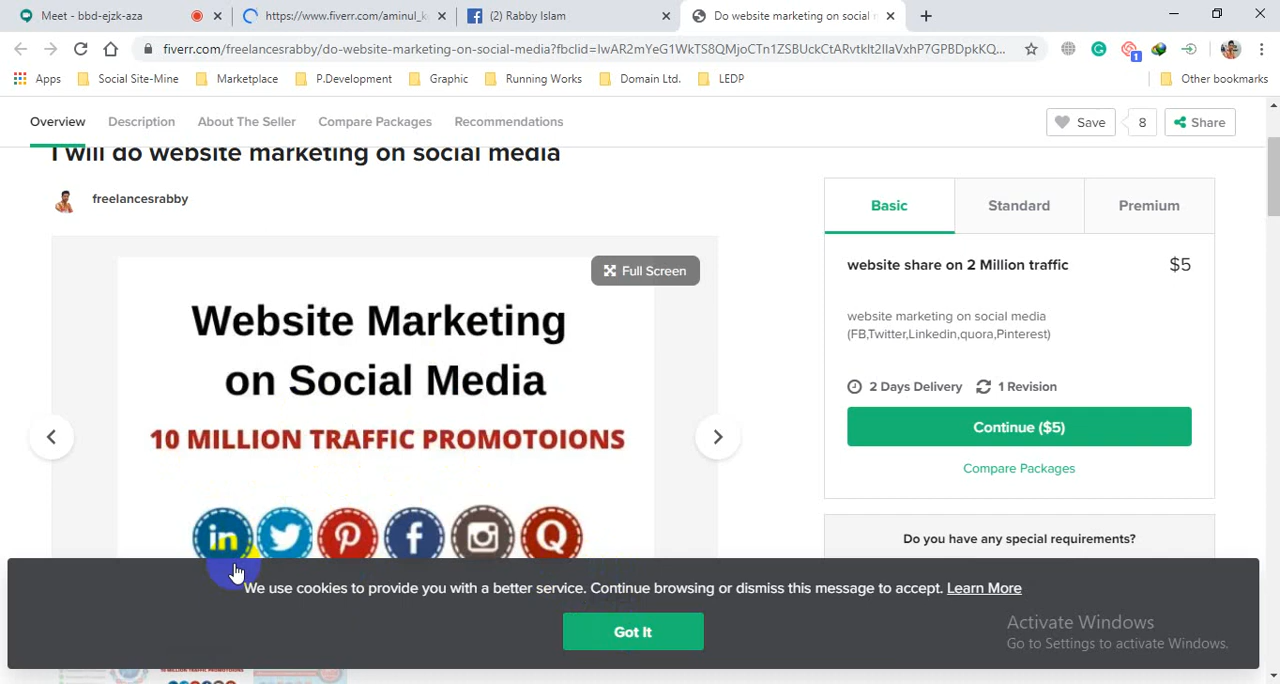 Meet - bbd-ejzk-aza
https://www.fiverr.com/aminul_k
(2) Rabby Islam
Do website marketing on social m
fiverr.com/freelancesrabby/do-website-marketing-on-social-media?fbclid=IwAR2mYeG1WkTS8QMjoCTn1ZSBUckCtARvtkIt2IIaVxhP7GPBDpkKQ...
1
Apps
Social Site-Mine
Marketplace
P.Development
Graphic
Running Works
Domain Ltd.
LEDP
Other bookmarks
Overview
Description
About The Seller
Compare Packages
Recommendations
Save
8
Share
I will do website marketing on social media
freelancesrabby
Full Screen
Website Marketing
on Social Media
10 MILLION TRAFFIC PROMOTOIONS
in
f
Q
Basic
Standard
Premium
website share on 2 Million traffic
$5
website marketing on social media
(FB,Twitter,Linkedin,quora,Pinterest)
2 Days Delivery
1 Revision
Continue ($5)
Compare Packages
Do you have any special requirements?
We use cookies to provide you with a better service. Continue browsing or dismiss this message to accept. Learn More
Got It
Activate Windows
Go to Settings to activate Windows.